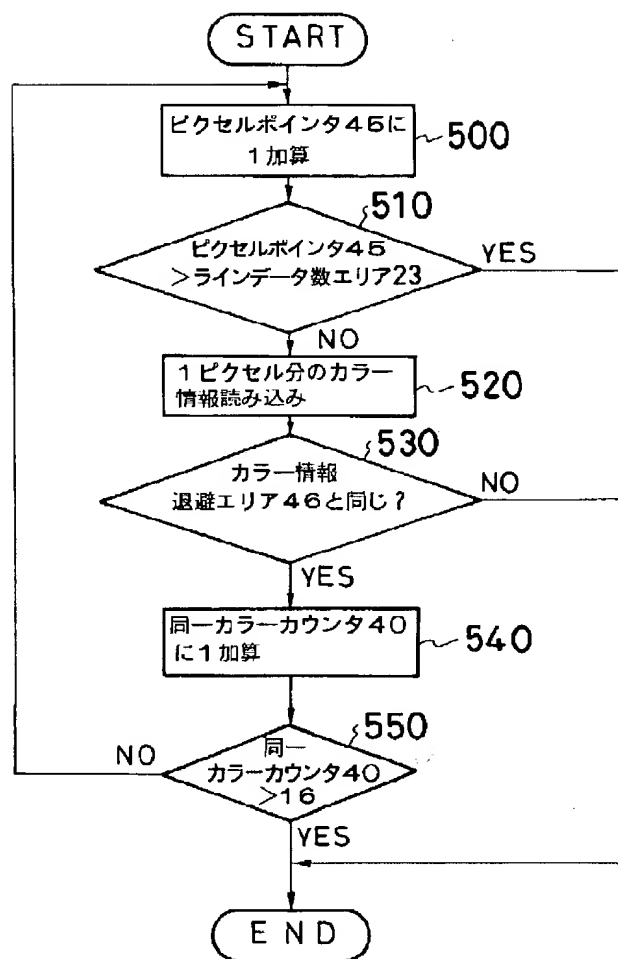 START
ピクセルポインタ45に
1加算
500
510
ピクセルポインタ45
>ラインデータ数エリア23
YES
NO
1ピクセル分のカラー
情報読み込み
520
530
カラー情報
退避エリア46と同じ?
NO
YES
同一カラーカウンタ40
に1加算
540
550
NO
同一
カラーカウンタ40
>16
YES
END